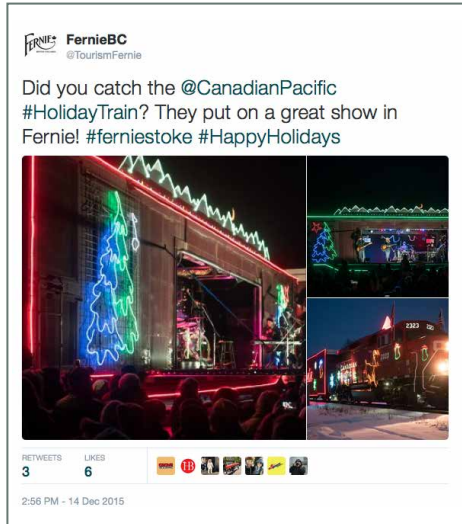 FERNIE
FernieBC
@TourismFernie
Did you catch the @CanadianPacific
#HolidayTrain? They put on a great show in
Fernie! #ferniestoke #HappyHolidays
2323
RETWEETS LIKES
3 6
2:56 PM - 14 Dec 2015